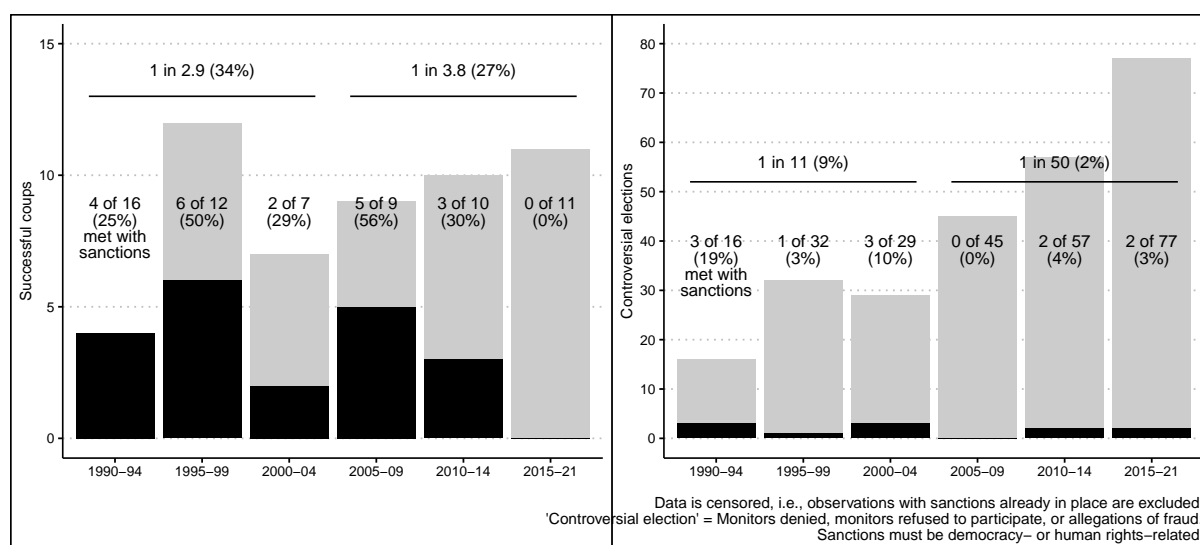 Successful coups
15
10
5
0
1 in 2.9 (34%)
1 in 3.8 (27%)
4 of 16
(25%)
met with
sanctions
6 of 12
(50%)
2 of 7
(29%)
5 of 9
(56%)
3 of 10
(30%)
0 of 11
(0%)
1990–94
1995–99
2000–04
2005–09
2010–14
2015–21
Controversial elections
80
70
60
50
40
30
20
10
0
1 in 11 (9%)
1 in 50 (2%)
3 of 16
(19%)
met with
sanctions
1 of 32
(3%)
3 of 29
(10%)
0 of 45
(0%)
2 of 57
(4%)
2 of 77
(3%)
1990–94
1995–99
2000–04
2005–09
2010–14
2015–21
Data is censored, i.e., observations with sanctions already in place are excluded
'Controversial election' = Monitors denied, monitors refused to participate, or allegations of fraud
Sanctions must be democracy– or human rights–related